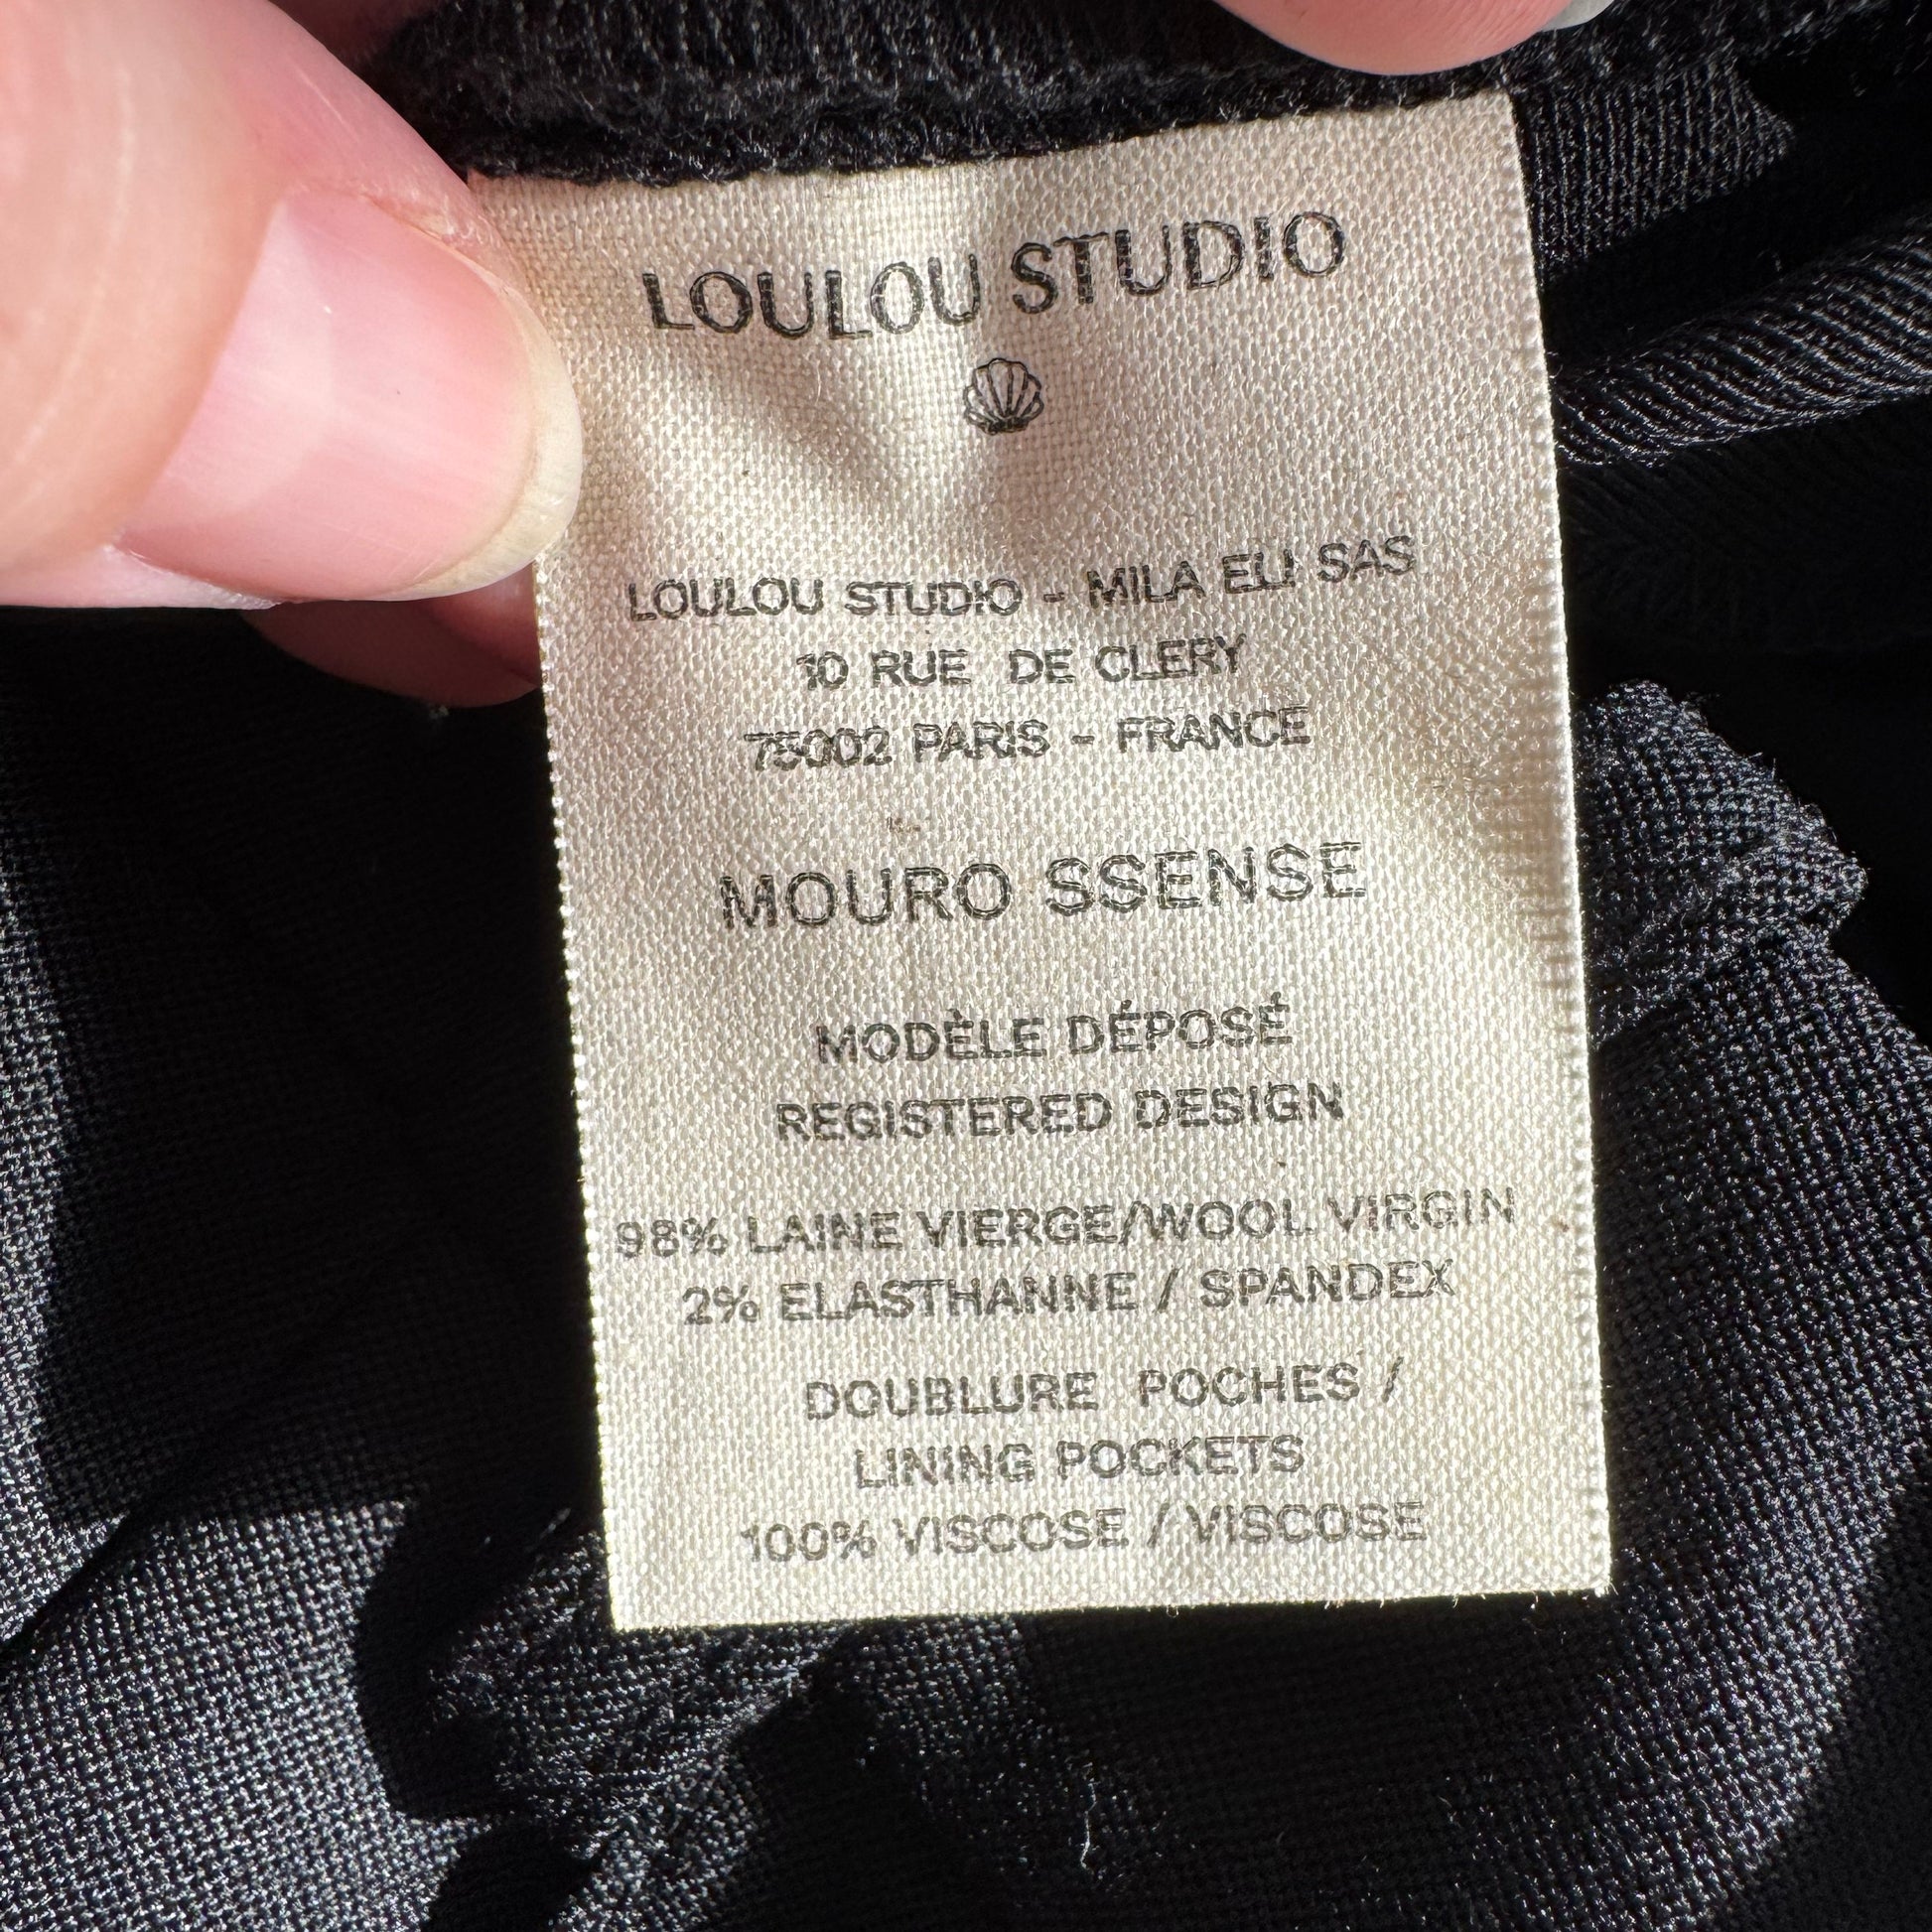 LOULOU STUDIO
LOULOU STUDIO - MILA ELI SAS
10 RUE DE CLERY
75002 PARIS - FRANCE
MOURO SSENSE
MODÈLE DÉPOSÉ
REGISTERED DESIGN
98% LAINE VIERGE/WOOL VIRGIN
2% ELASTHANNE / SPANDEX
DOUBLURE POCHES /
LINING POCKETS
100% VISCOSE / VISCOSE